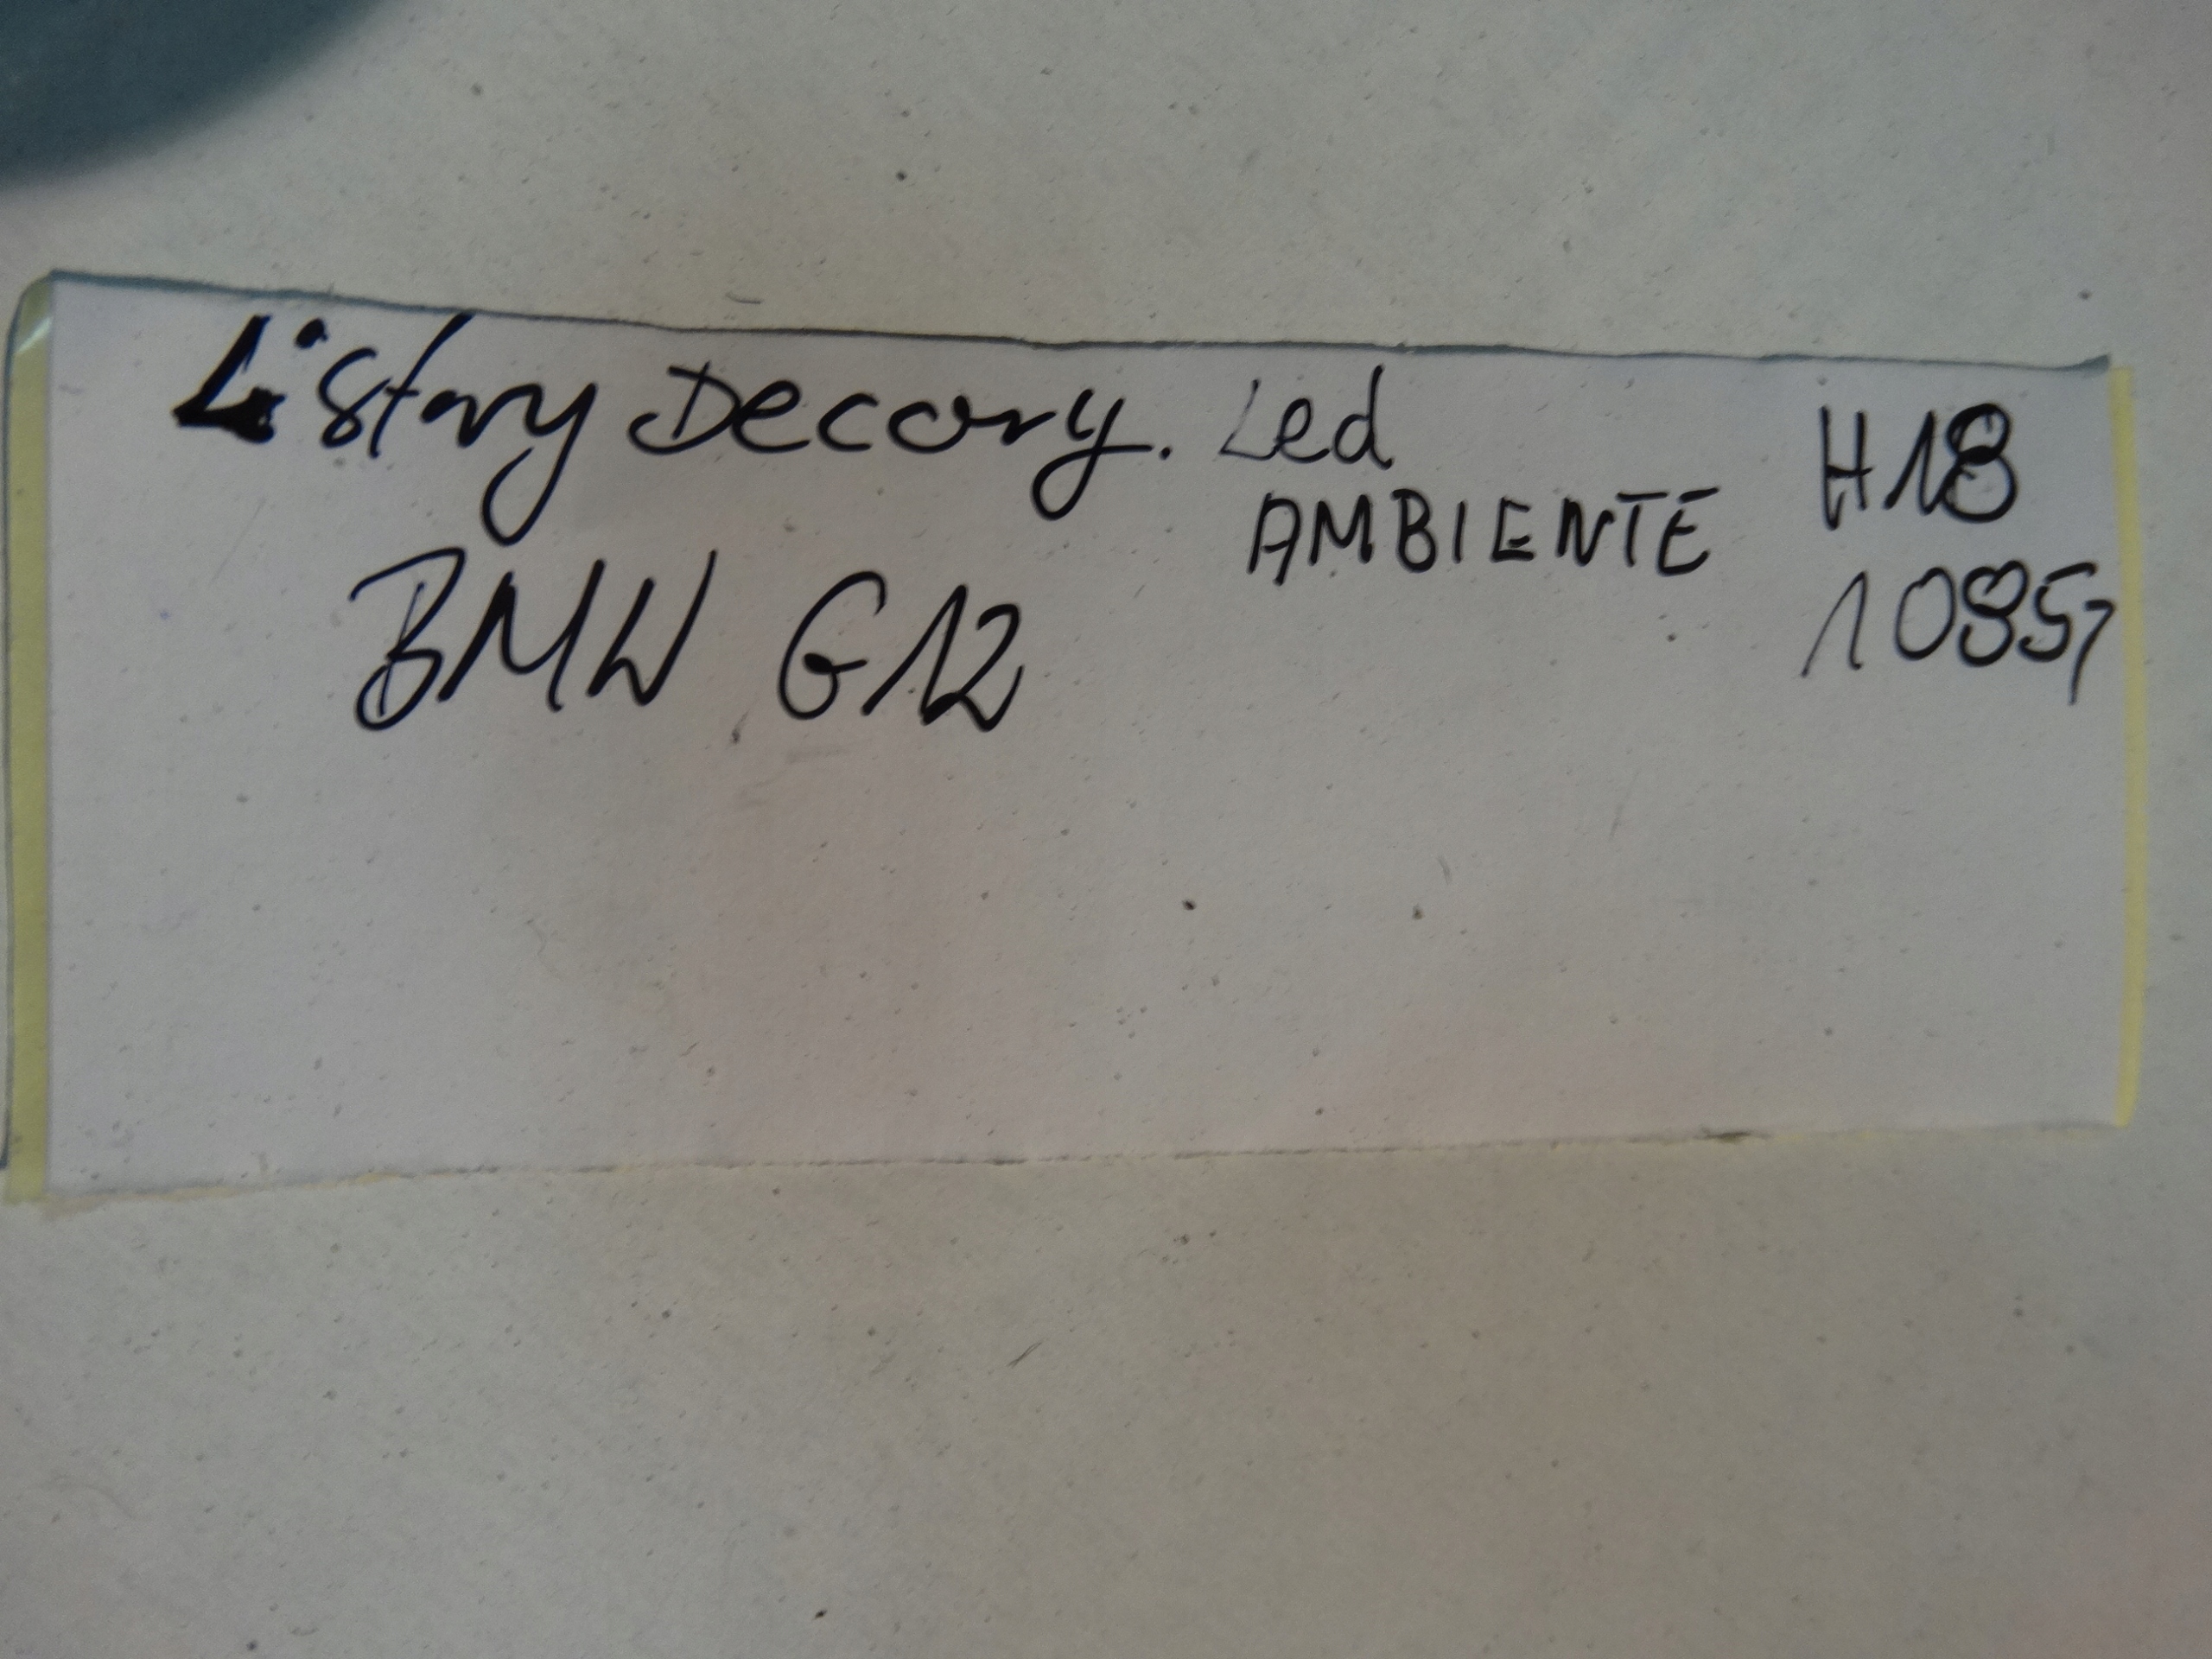 Listwy Decory. Led
AMBIENTE
BMW G12
H18
10857